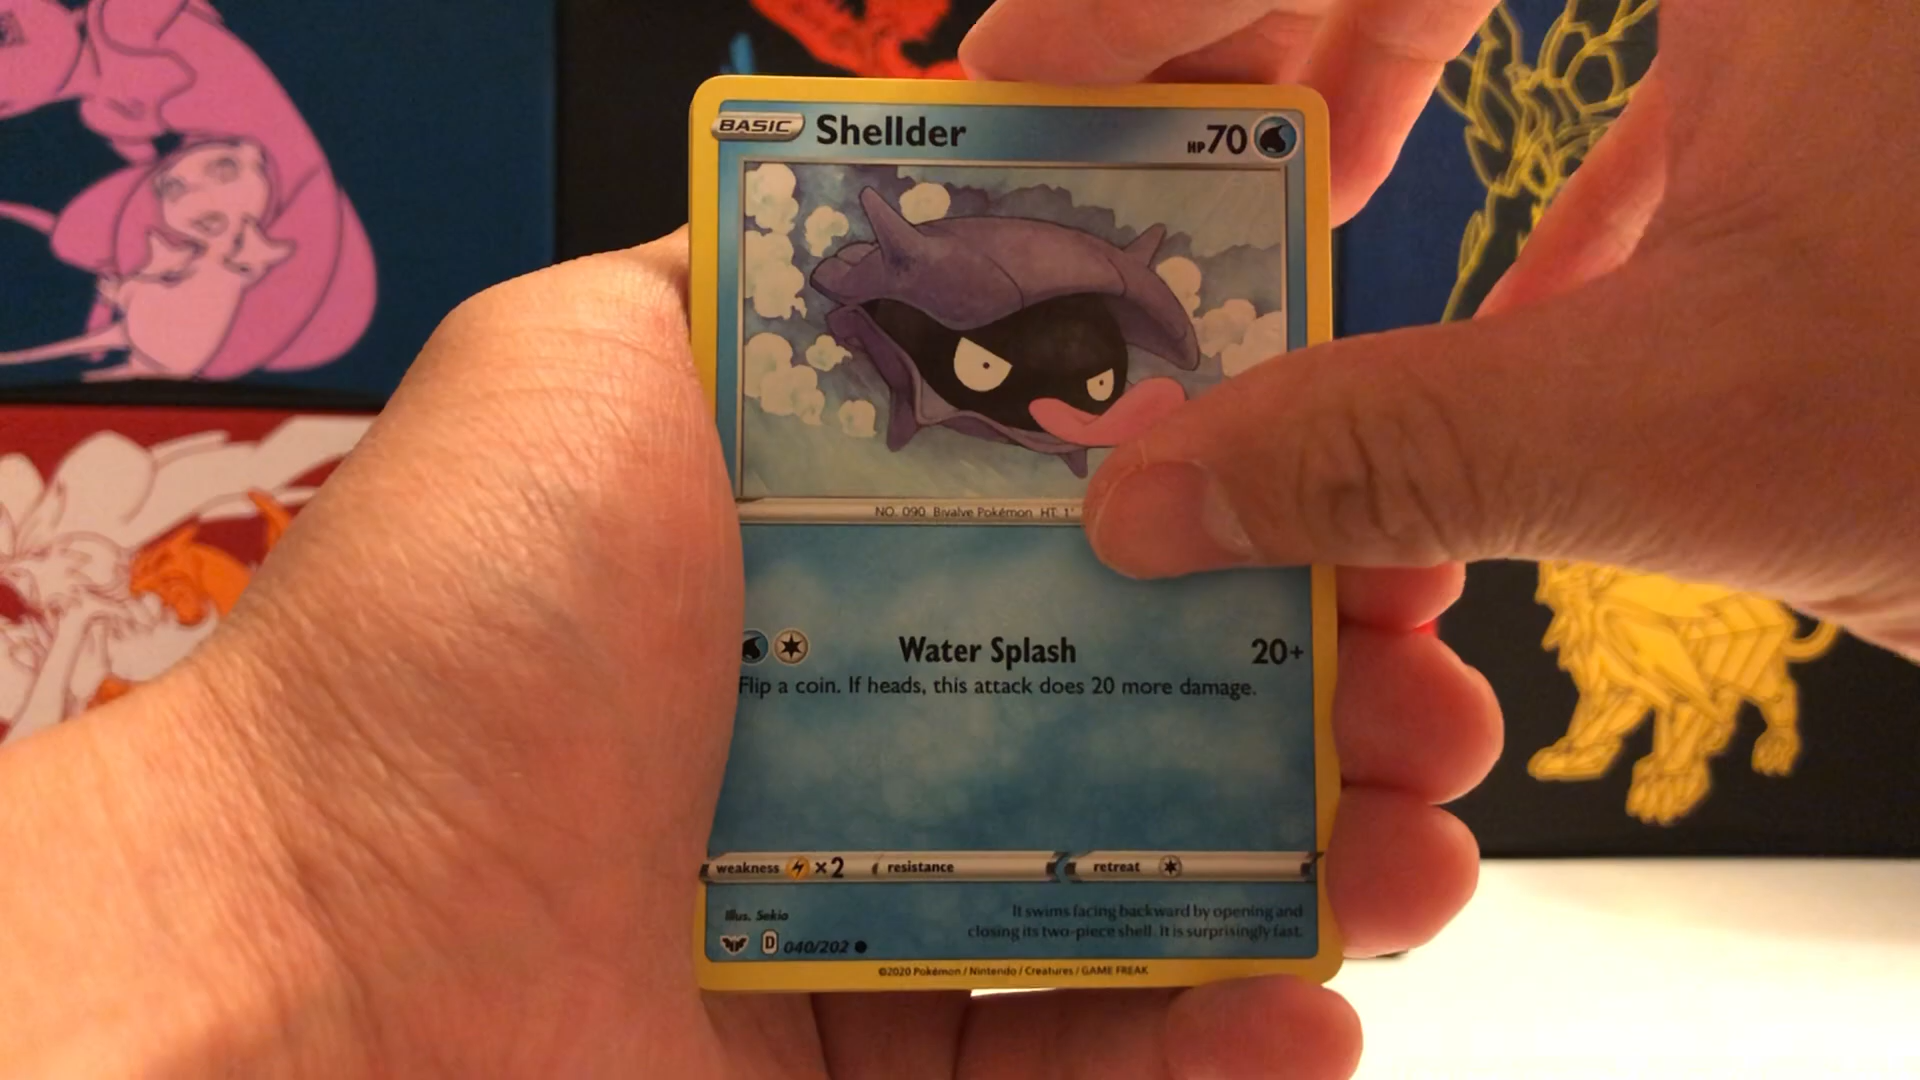 BASIC Shellder HP 70
NO. 090 Bivalve Pokémon HT: 1'
Water Splash 20+
Flip a coin. If heads, this attack does 20 more damage.
weakness ×2 resistance retreat
Illus. Sekio
It swims facing backward by opening and
closing its two-piece shell. It is surprisingly fast.
D 040/202
©2020 Pokémon / Nintendo / Creatures / GAME FREAK